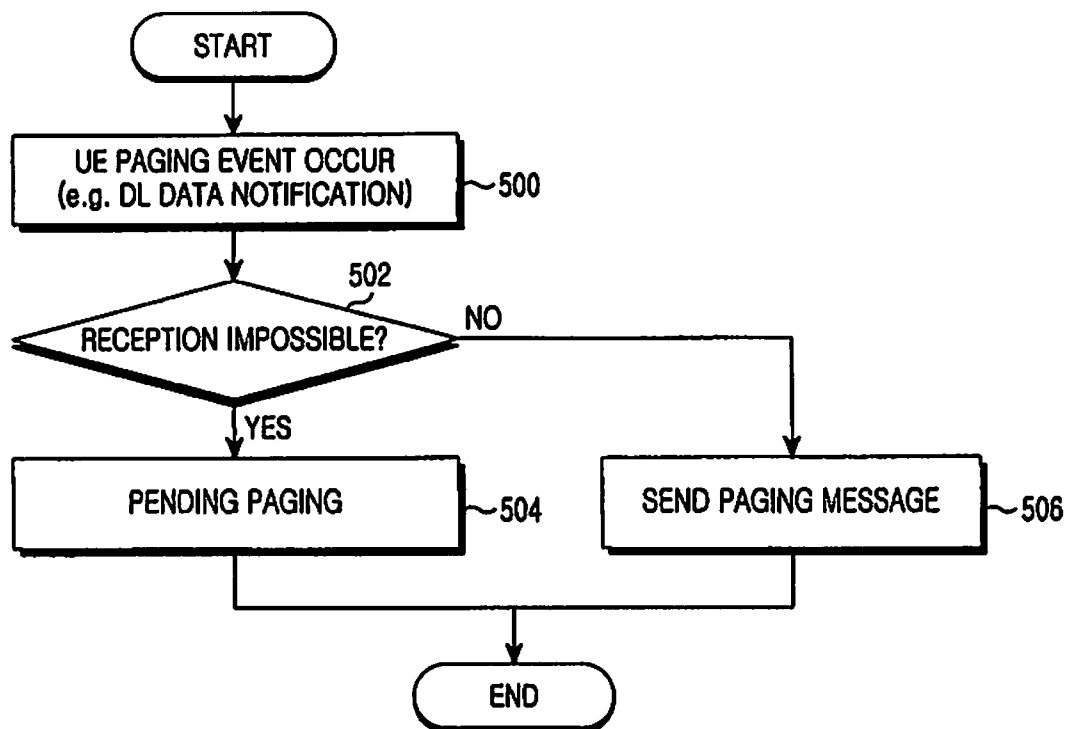 START
UE PAGING EVENT OCCUR
(e.g. DL DATA NOTIFICATION)
500
502
RECEPTION IMPOSSIBLE?
NO
YES
PENDING PAGING
504
SEND PAGING MESSAGE
506
END